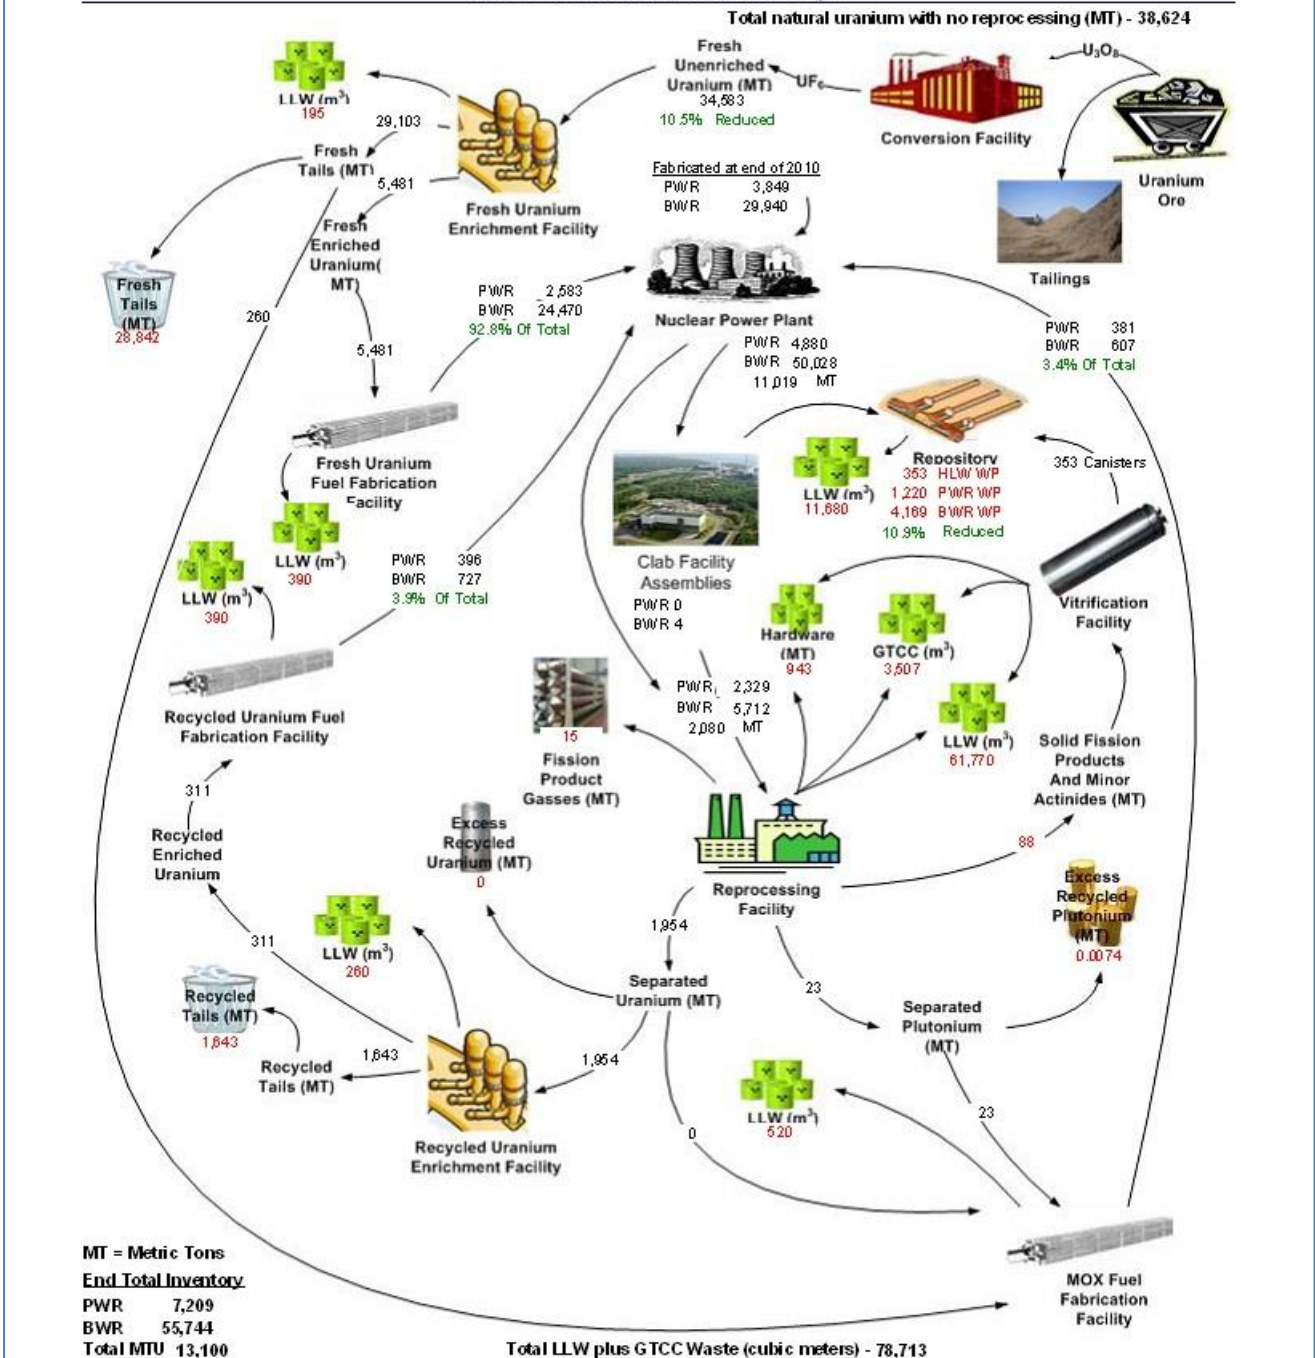 Total natural uranium with no reprocessing (MT) - 38,624
U₃O₈
UF₆
Conversion Facility
Uranium
Ore
Tailings
Fresh
Unenriched
Uranium (MT)
34,583
10.5% Reduced
LLW (m³)
195
29,103
Fresh
Tails (MT)
5,481
Fresh
Enriched
Uranium(
MT)
Fresh Uranium
Enrichment Facility
Fabricated at end of 2010
PWR 3,849
BWR 29,940
Fresh
Tails
(MT)
28,842
260
PWR 2,583
BWR 24,470
92.8% Of Total
Nuclear Power Plant
PWR 4,880
BWR 50,028
11,019 MT
PWR 381
BWR 607
3.4% Of Total
5,481
Fresh Uranium
Fuel Fabrication
Facility
LLW (m³)
390
LLW (m³)
390
PWR 396
BWR 727
3.9% Of Total
LLW (m³)
11,680
Repository
353 HLW WP
1,220 PWR WP
4,169 BWR WP
10.9% Reduced
353 Canisters
Clab Facility
Assemblies
PWR 0
BWR 4
Hardware
(MT)
943
GTCC (m³)
3,507
Vitrification
Facility
Recycled Uranium Fuel
Fabrication Facility
PWR 2,329
BWR 5,712
2,080 MT
15
Fission
Product
Gasses (MT)
LLW (m³)
61,770
Solid Fission
Products
And Minor
Actinides (MT)
311
Recycled
Enriched
Uranium
Excess
Recycled
Uranium (MT)
0
Reprocessing
Facility
88
Excess
Recycled
Plutonium
(MT)
0.0074
311
LLW (m³)
260
1,954
Separated
Uranium (MT)
23
Separated
Plutonium
(MT)
Recycled
Tails (MT)
1,643
Recycled
Tails (MT)
1,643
1,954
Recycled Uranium
Enrichment Facility
0
LLW (m³)
520
23
MOX Fuel
Fabrication
Facility
MT = Metric Tons
End Total Inventory
PWR 7,209
BWR 55,744
Total MTU 13,100
Total LLW plus GTCC Waste (cubic meters) - 78,713